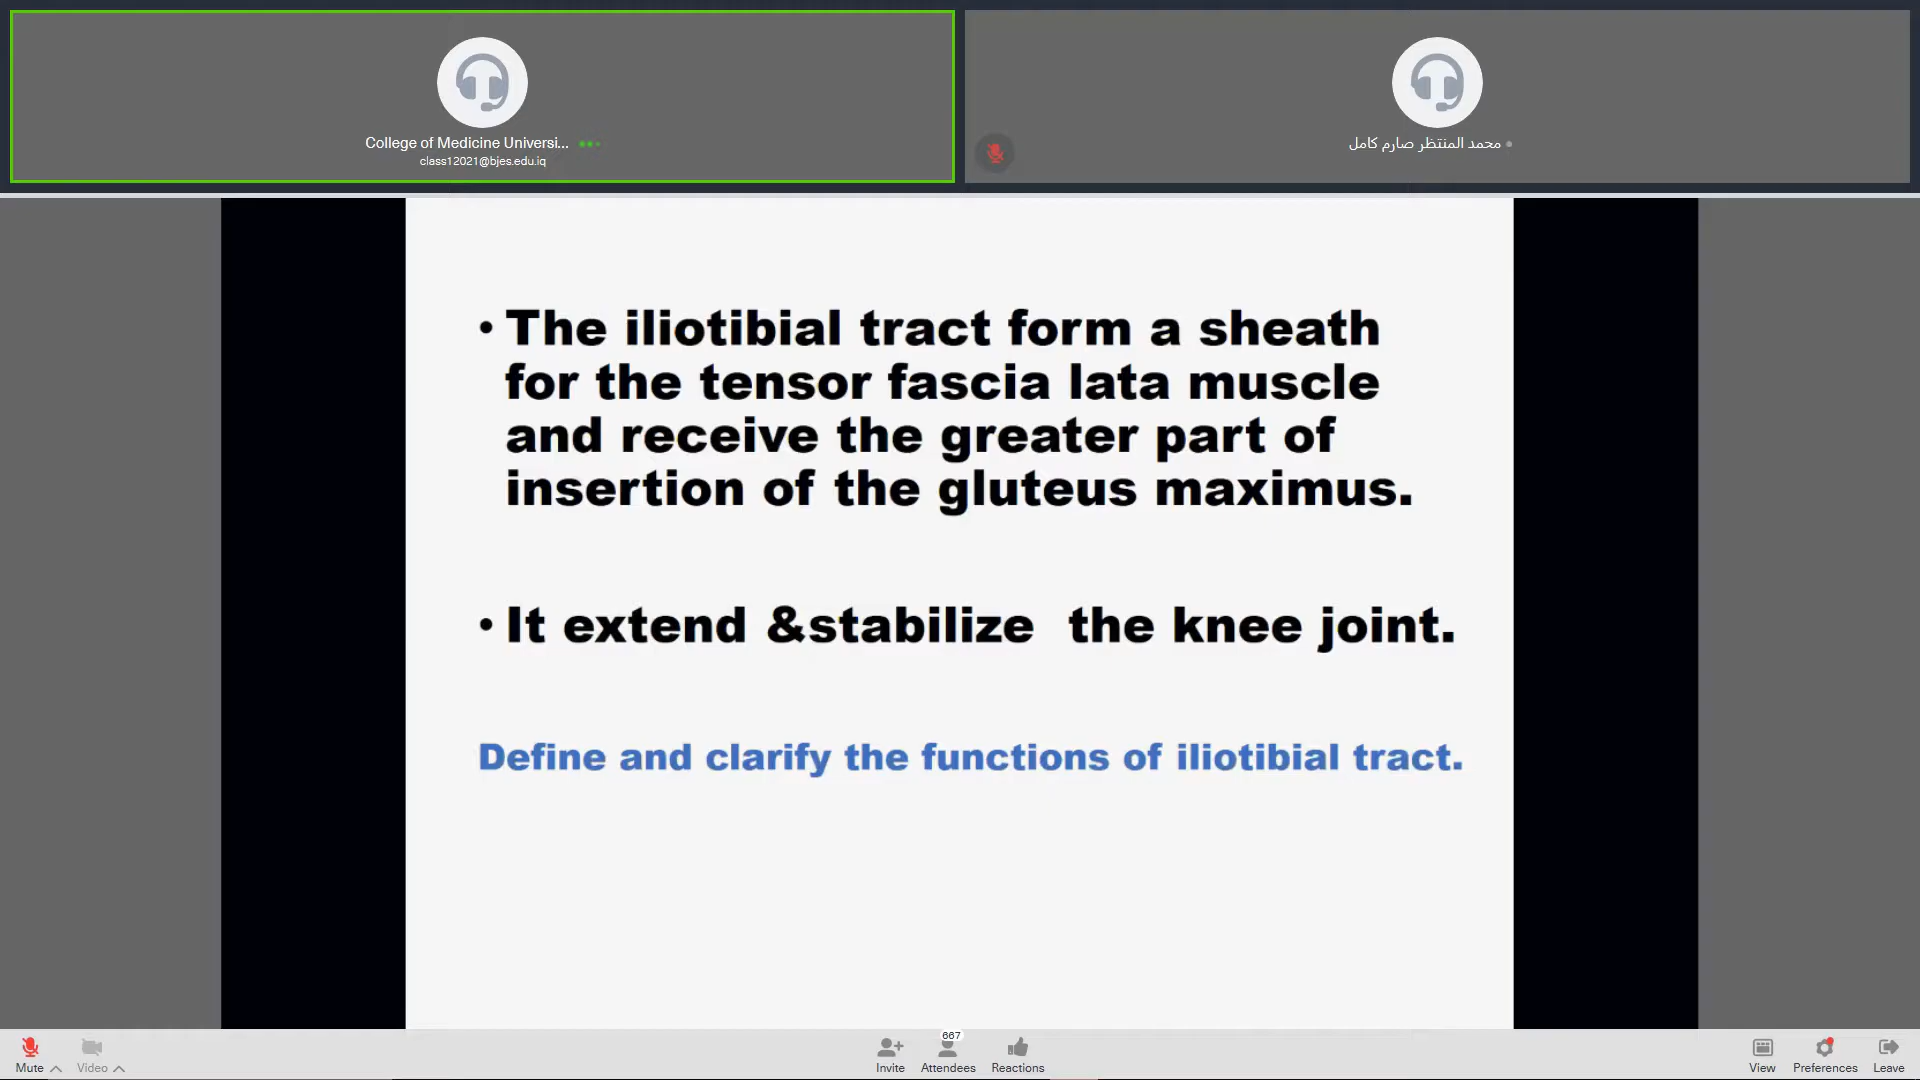 College of Medicine Universi...
class12021@bjes.edu.iq
محمد المنتظر صارم كامل
• The iliotibial tract form a sheath
for the tensor fascia lata muscle
and receive the greater part of
insertion of the gluteus maximus.
• It extend &stabilize  the knee joint.
Define and clarify the functions of iliotibial tract.
Mute
Video
Invite
667
Attendees
Reactions
View
Preferences
Leave